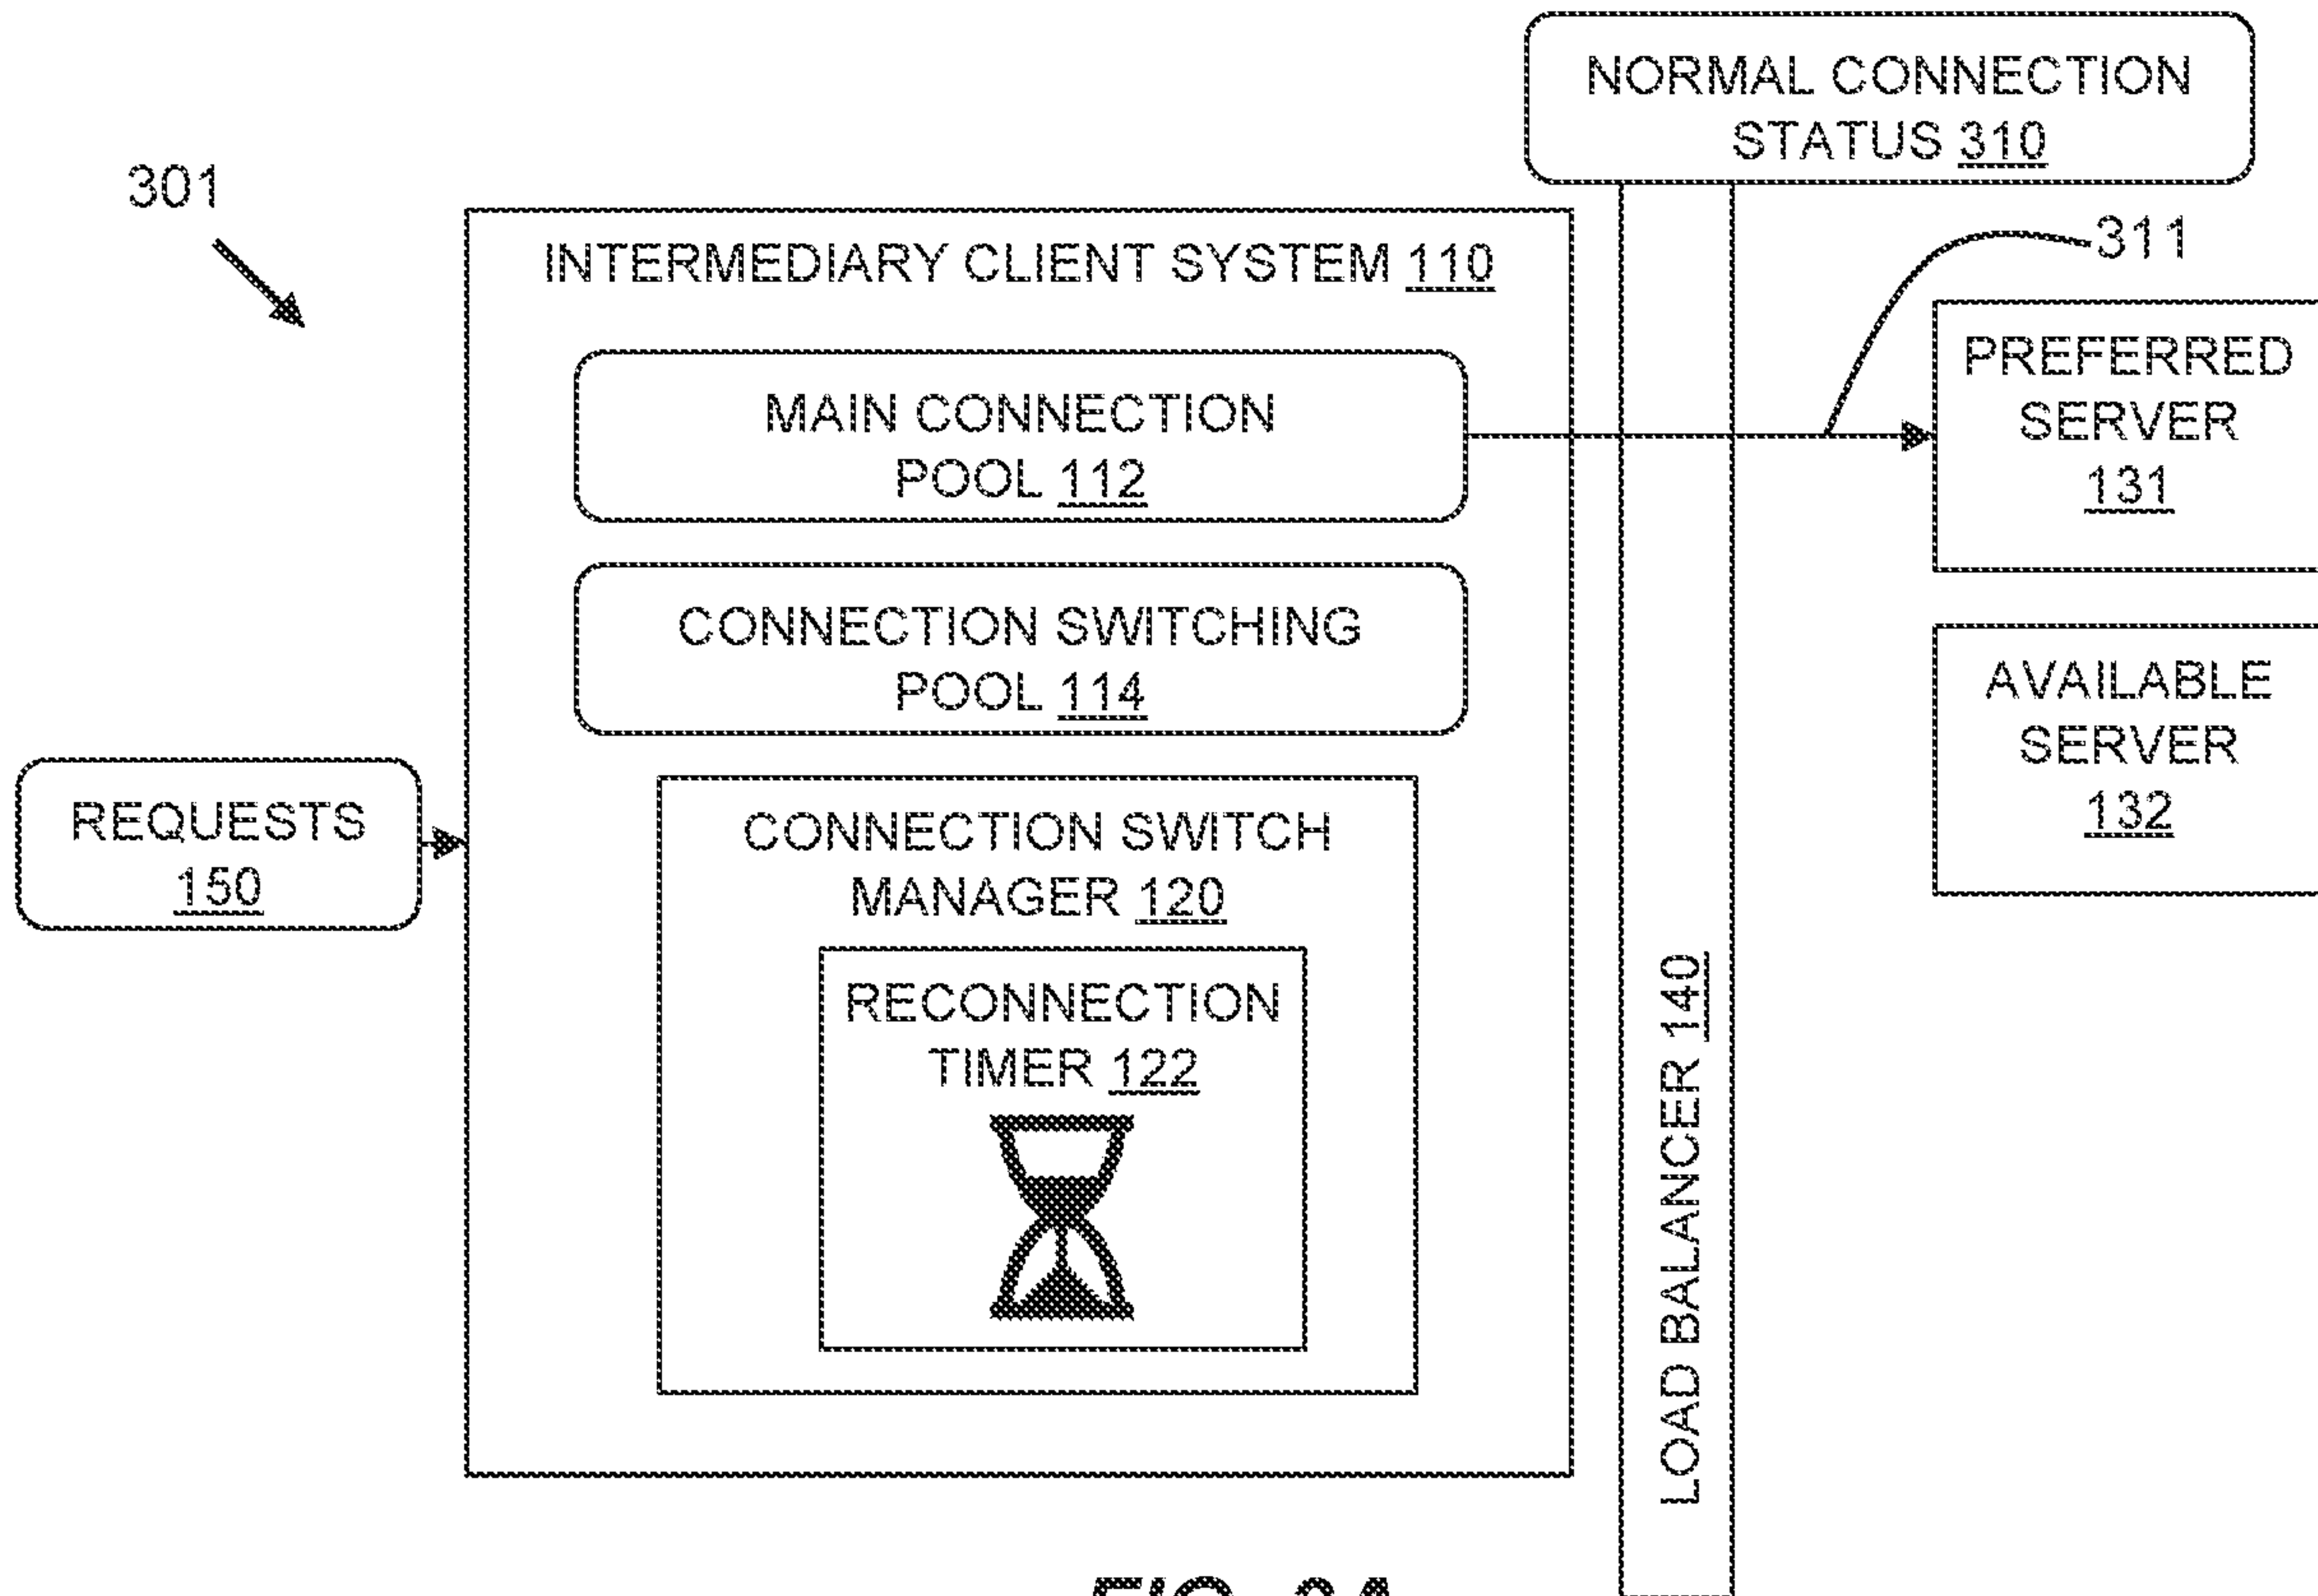 NORMAL CONNECTION
STATUS 310
301
INTERMEDIARY CLIENT SYSTEM 110
311
MAIN CONNECTION
POOL 112
PREFERRED
SERVER
131
CONNECTION SWITCHING
POOL 114
AVAILABLE
SERVER
132
REQUESTS
150
CONNECTION SWITCH
MANAGER 120
RECONNECTION
TIMER 122
LOAD BALANCER 140